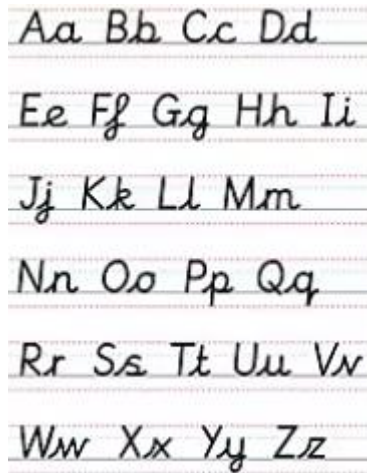 Aa Bb Cc Dd
Ee Ff Gg Hh Ii
Jj Kk Ll Mm
Nn Oo Pp Qq
Rr Ss Tt Uu Vv
Ww Xx Yy Zz